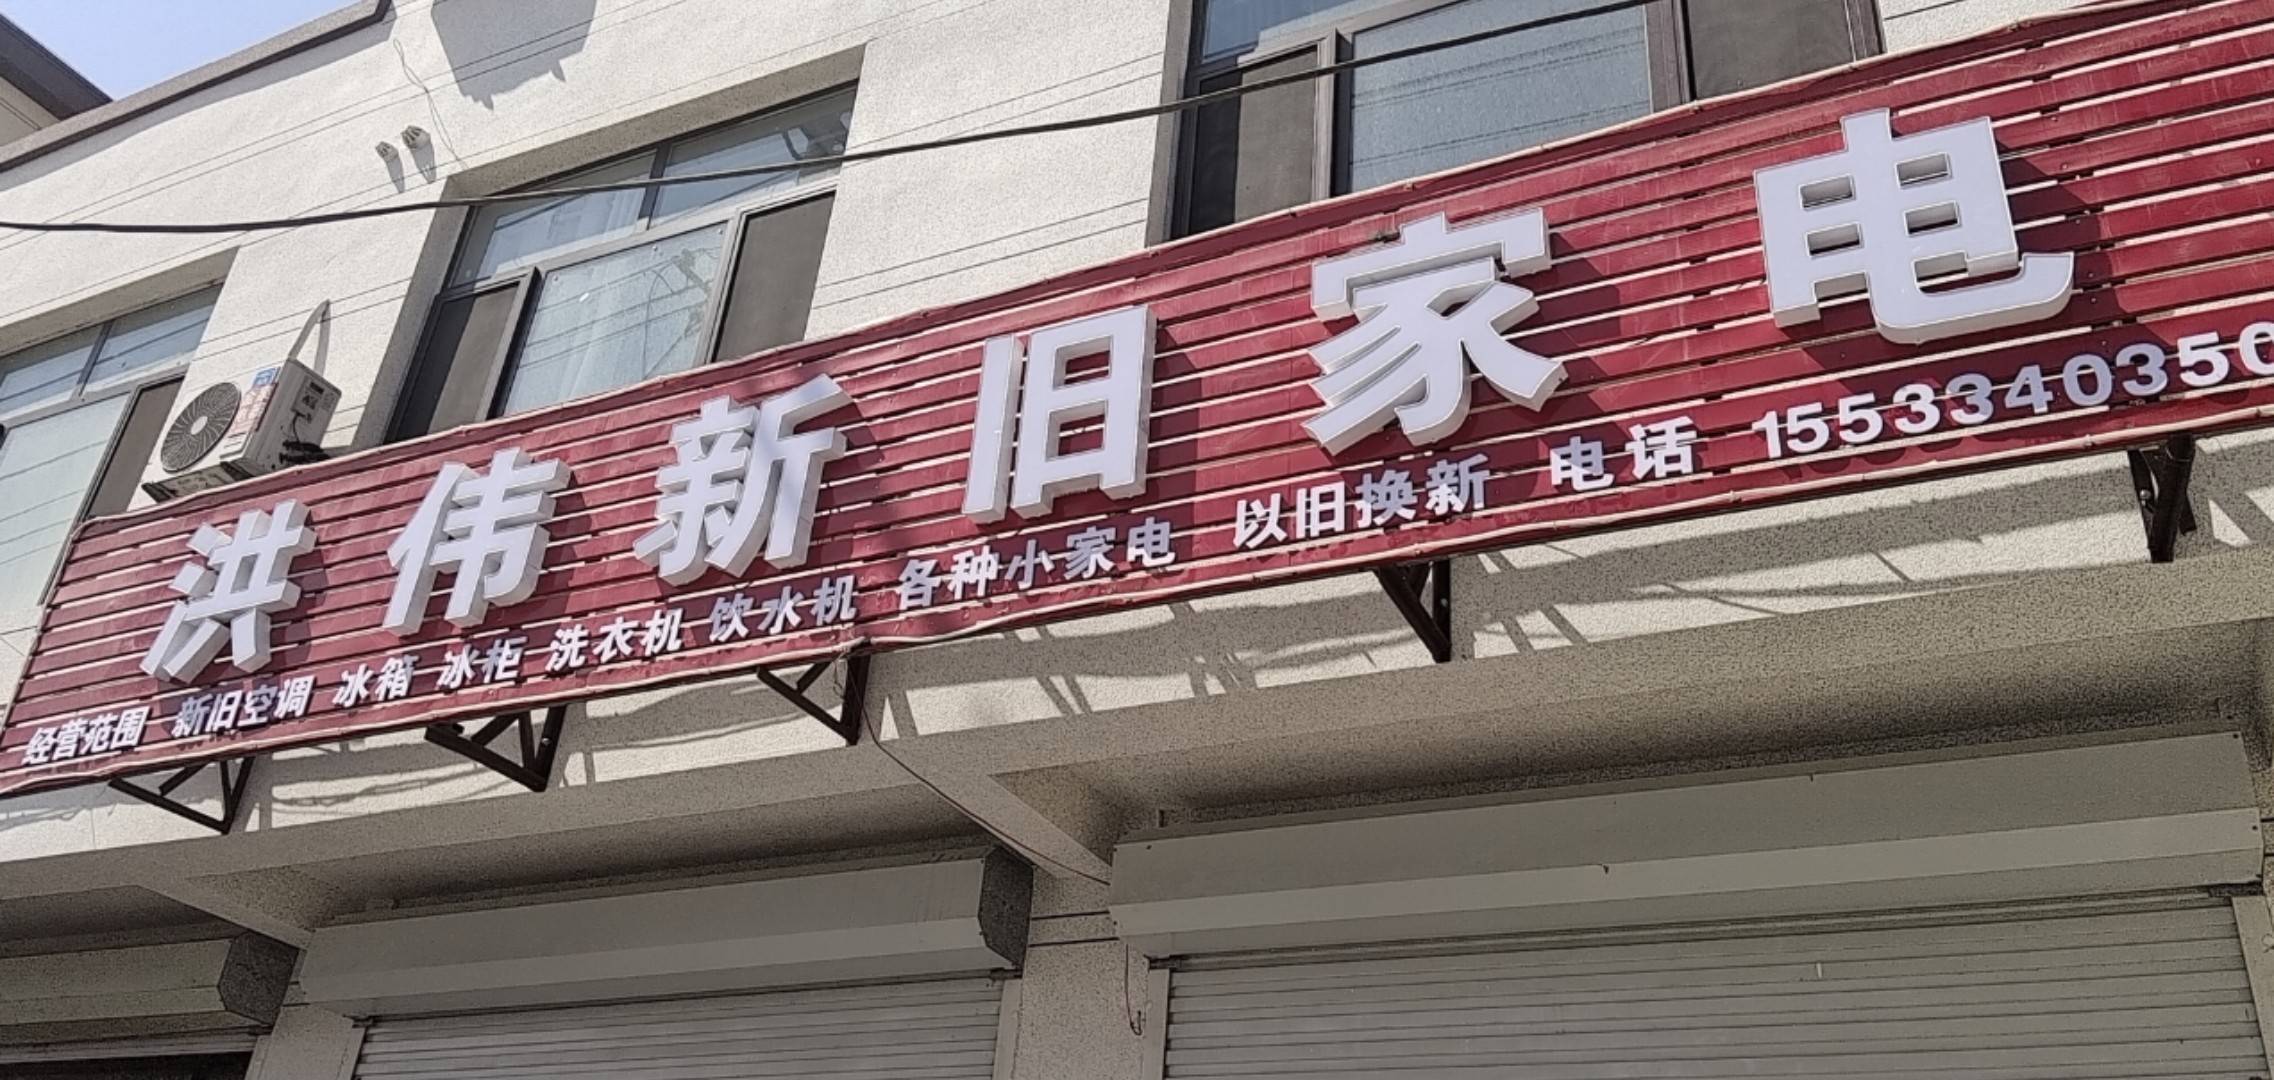 洪伟新旧家电
经营范围 新旧空调 冰箱 冰柜 洗衣机 饮水机 各种小家电 以旧换新 电话 1553340350